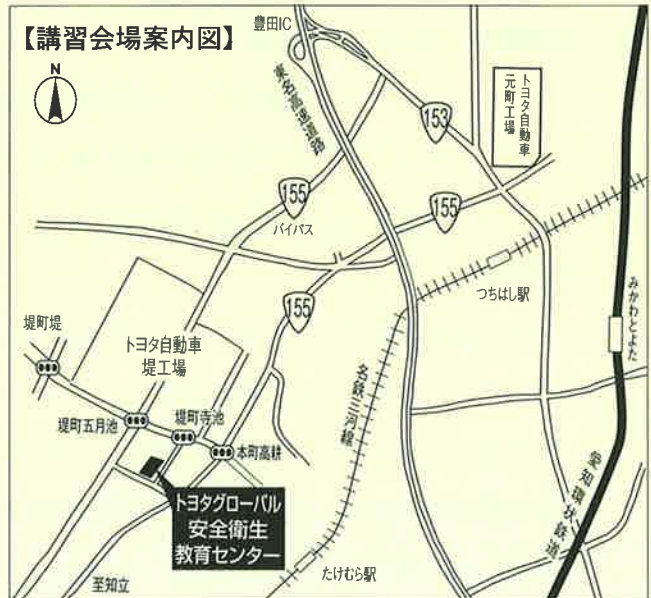 【講習会場案内図】
N
豊田IC
東名高速道路
153
トヨタ自動車
元町工場
155
バイパス
155
155
つちはし駅
みかわとよた
堤町堤
トヨタ自動車
堤工場
名鉄三河線
堤町五月池
堤町寺池
本町高耕
愛知環状鉄道
トヨタグローバル
安全衛生
教育センター
たけむら駅
至知立